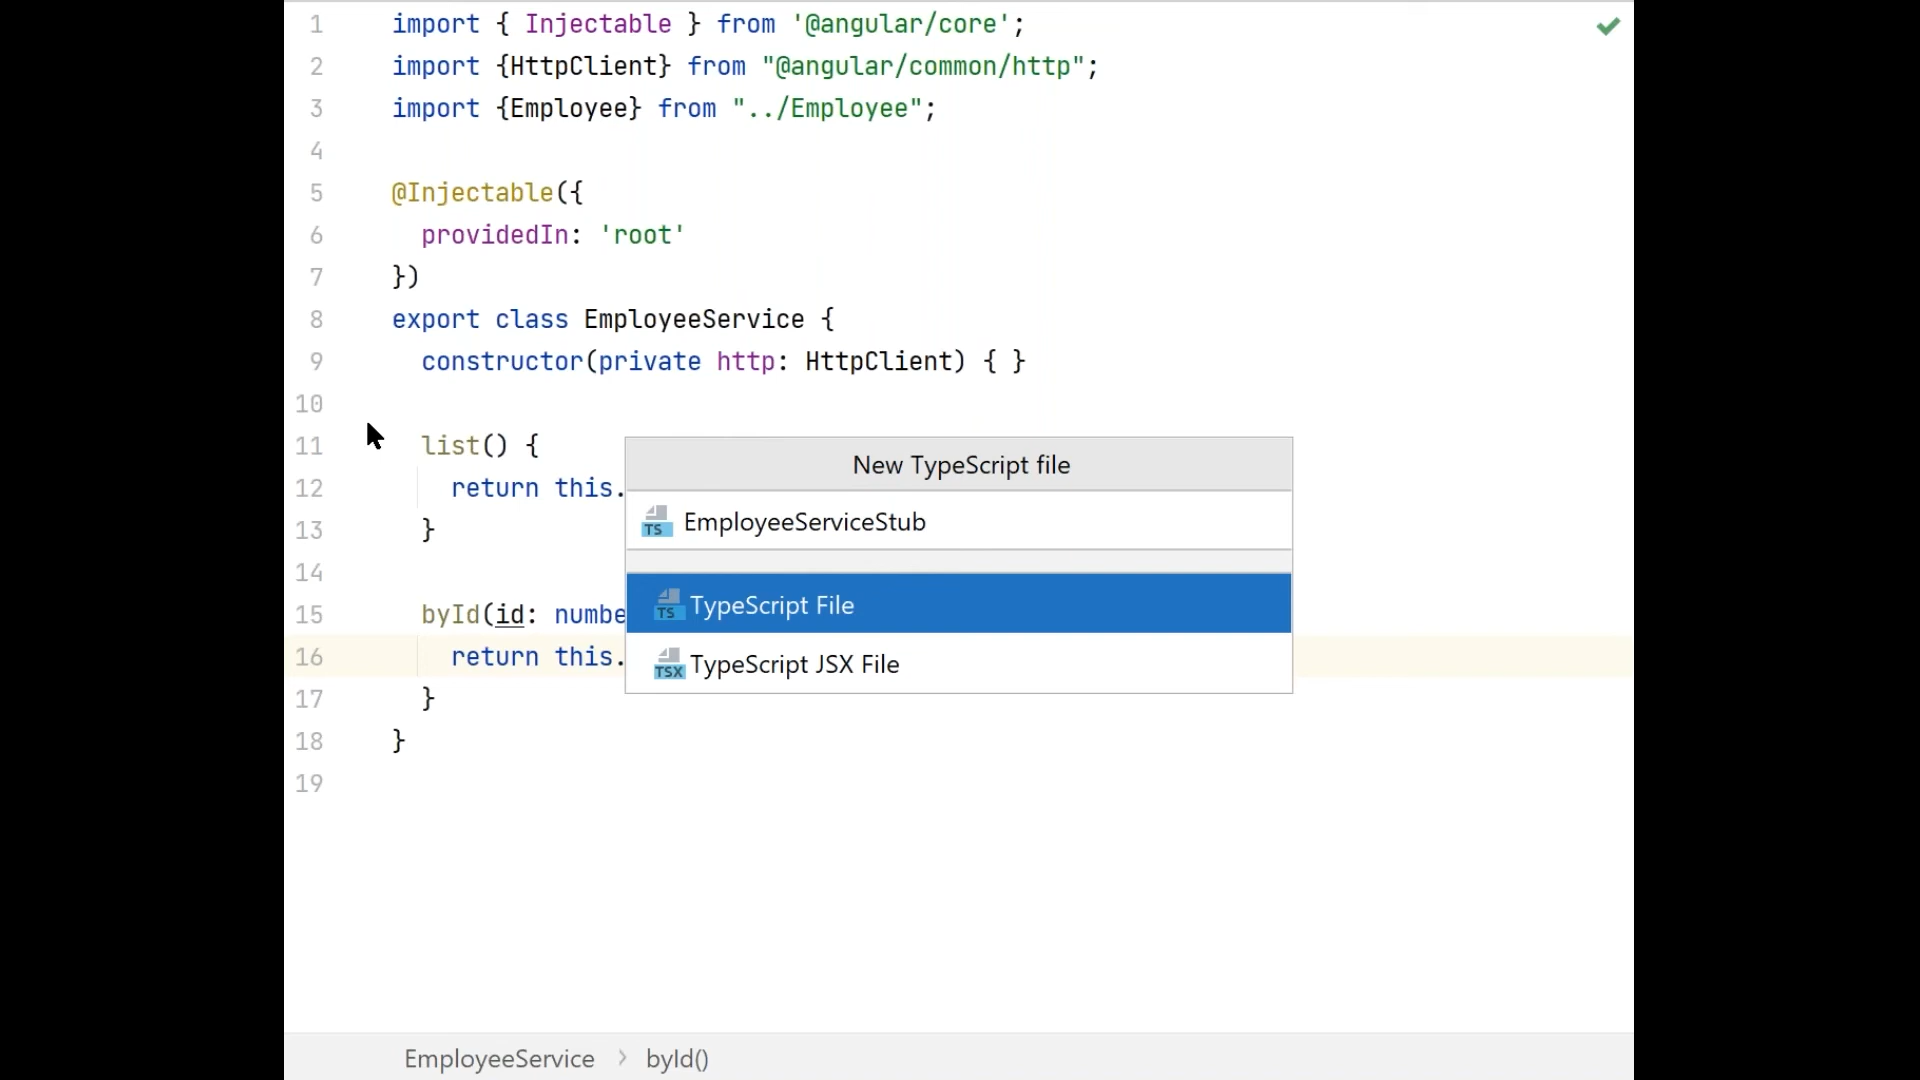 1 import { Injectable } from '@angular/core';
2 import {HttpClient} from "@angular/common/http";
3 import {Employee} from "../Employee";
4
5 @Injectable({
6 providedIn: 'root'
7 })
8 export class EmployeeService {
9 constructor(private http: HttpClient) { }
10
11 list() {
New TypeScript file
12 return this.
TS EmployeeServiceStub
13 }
14
TS TypeScript File
15 byId(id: numbe
16 return this.
TSX TypeScript JSX File
17 }
18 }
19
EmployeeService > byId()